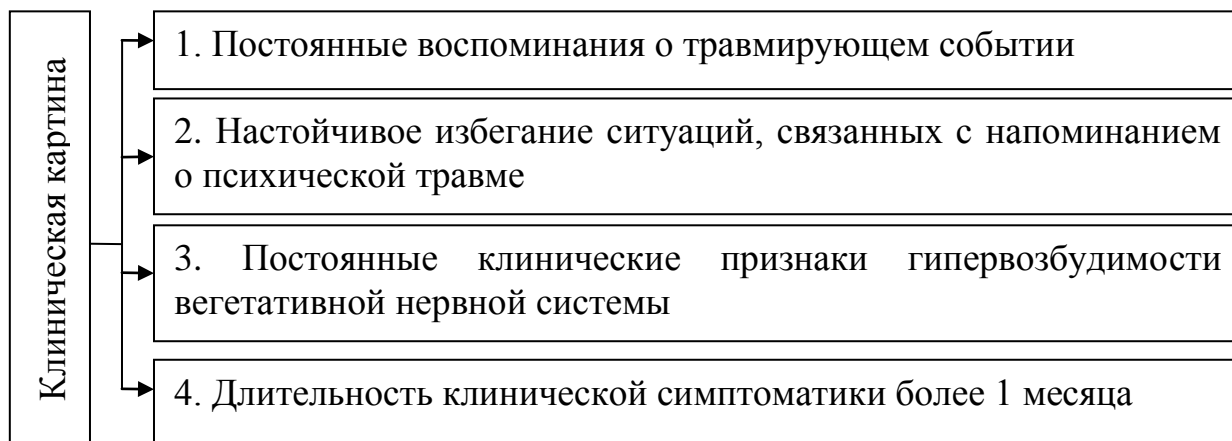 Клиническая картина
1. Постоянные воспоминания о травмирующем событии
2. Настойчивое избегание ситуаций, связанных с напоминанием
о психической травме
3. Постоянные клинические признаки гипервозбудимости
вегетативной нервной системы
4. Длительность клинической симптоматики более 1 месяца